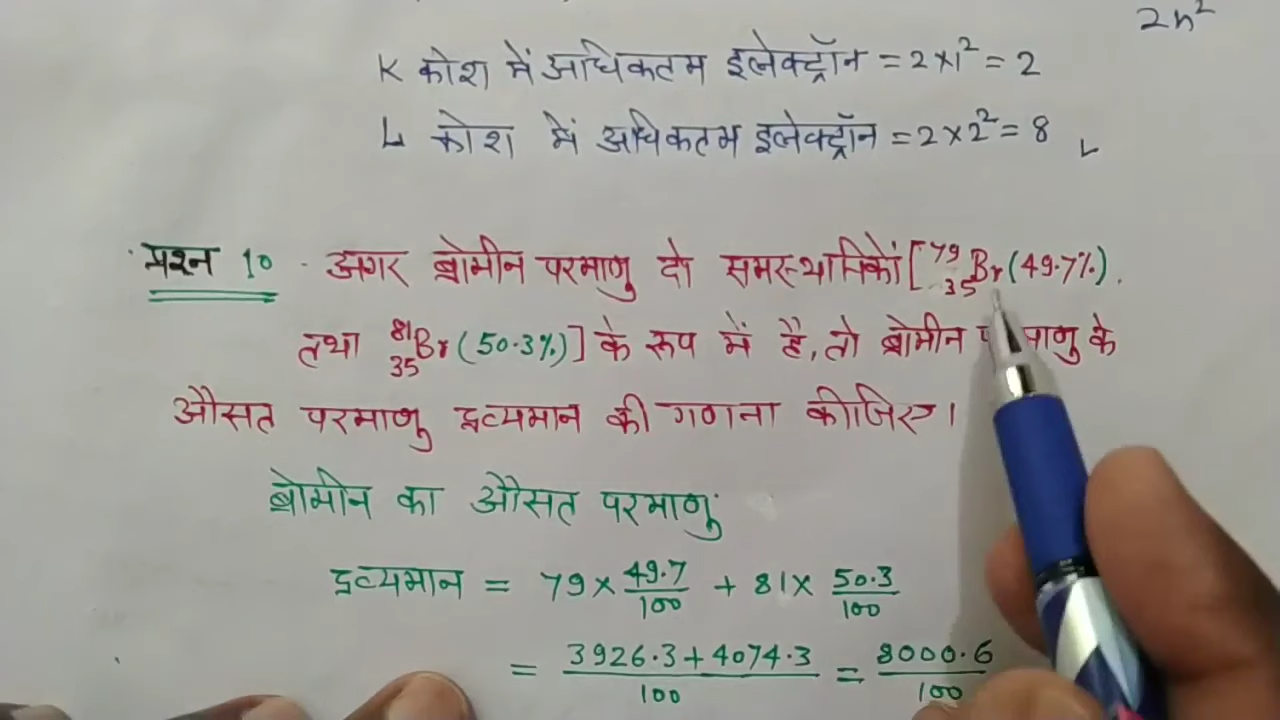 2n²
K कोश में अधिकतम इलेक्ट्रॉन = 2×1² = 2
L कोश में अधिकतम इलेक्ट्रॉन = 2×2² = 8
प्रश्न 10 - अगर ब्रोमीन परमाणु दो समस्थानिकों [⁷⁹₃₅Br (49.7%).
तथा ⁸¹₃₅Br (50.3%)] के रूप में है, तो ब्रोमीन के
औसत परमाणु द्रव्यमान की गणना कीजिए।
ब्रोमीन का औसत परमाणु
द्रव्यमान = 79 × 49.7/100 + 81 × 50.3/100
= 3926.3 + 4074.3/100 = 8000.6/100